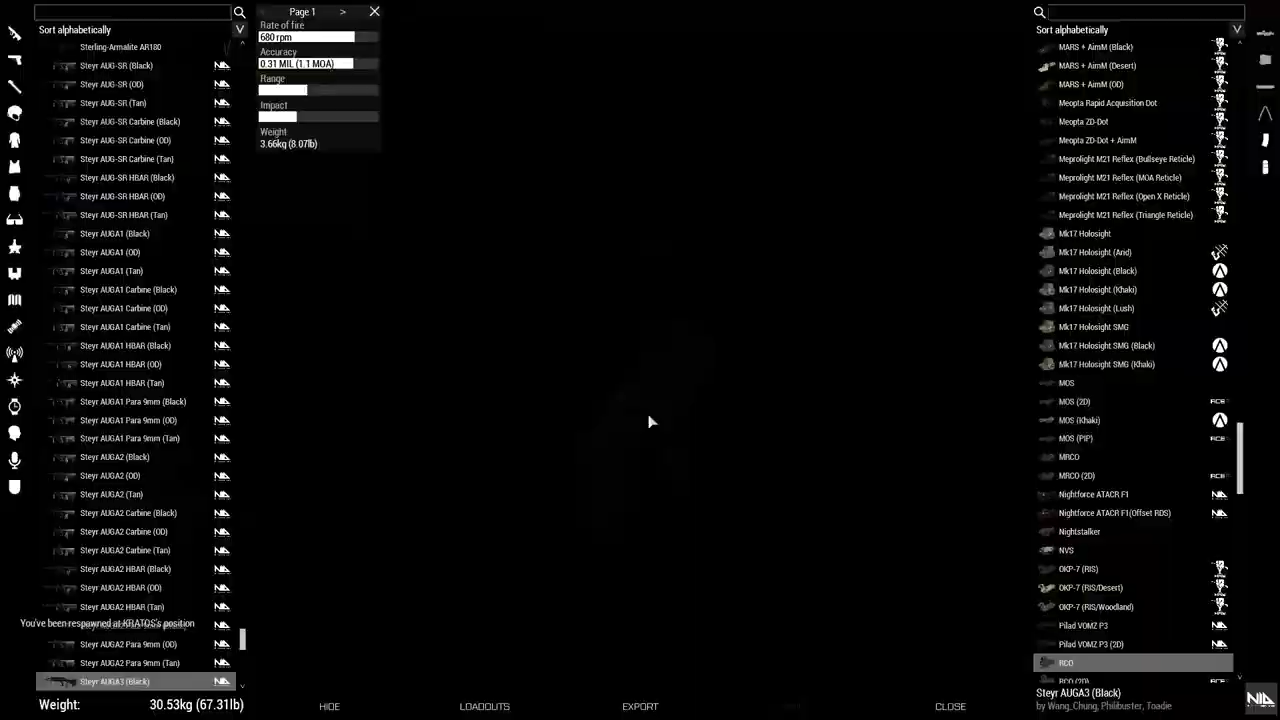 Sort alphabetically
Sterling-Armalite AR180
Steyr AUG-SR (Black)
Steyr AUG-SR (OD)
Steyr AUG-SR (Tan)
Steyr AUG-SR Carbine (Black)
Steyr AUG-SR Carbine (OD)
Steyr AUG-SR Carbine (Tan)
Steyr AUG-SR HBAR (Black)
Steyr AUG-SR HBAR (OD)
Steyr AUG-SR HBAR (Tan)
Steyr AUGA1 (Black)
Steyr AUGA1 (OD)
Steyr AUGA1 (Tan)
Steyr AUGA1 Carbine (Black)
Steyr AUGA1 Carbine (OD)
Steyr AUGA1 Carbine (Tan)
Steyr AUGA1 HBAR (Black)
Steyr AUGA1 HBAR (OD)
Steyr AUGA1 HBAR (Tan)
Steyr AUGA1 Para 9mm (Black)
Steyr AUGA1 Para 9mm (OD)
Steyr AUGA1 Para 9mm (Tan)
Steyr AUGA2 (Black)
Steyr AUGA2 (OD)
Steyr AUGA2 (Tan)
Steyr AUGA2 Carbine (Black)
Steyr AUGA2 Carbine (OD)
Steyr AUGA2 Carbine (Tan)
Steyr AUGA2 HBAR (Black)
Steyr AUGA2 HBAR (OD)
Steyr AUGA2 HBAR (Tan)
You've been respawned at KRATOS's position
Steyr AUGA2 Para 9mm (OD)
Steyr AUGA2 Para 9mm (Tan)
Steyr AUGA3 (Black)
Weight: 30.53kg (67.31lb)
Page 1 >
Rate of fire
680 rpm
Accuracy
0.31 MIL (1.1 MOA)
Range
Impact
Weight
3.66kg (8.07lb)
HIDE LOADOUTS EXPORT CLOSE
Sort alphabetically
MARS + AimM (Black)
MARS + AimM (Desert)
MARS + AimM (OD)
Meopta Rapid Acquisition Dot
Meopta ZD-Dot
Meopta ZD-Dot + AimM
Meprolight M21 Reflex (Bullseye Reticle)
Meprolight M21 Reflex (MOA Reticle)
Meprolight M21 Reflex (Open X Reticle)
Meprolight M21 Reflex (Triangle Reticle)
Mk17 Holosight
Mk17 Holosight (Arid)
Mk17 Holosight (Black)
Mk17 Holosight (Khaki)
Mk17 Holosight (Lush)
Mk17 Holosight SMG
Mk17 Holosight SMG (Black)
Mk17 Holosight SMG (Khaki)
MOS
MOS (2D)
MOS (Khaki)
MOS (PIP)
MRCO
MRCO (2D)
Nightforce ATACR F1
Nightforce ATACR F1(Offset RDS)
Nightstalker
NVS
OKP-7 (RIS)
OKP-7 (RIS/Desert)
OKP-7 (RIS/Woodland)
Pilad VOMZ P3
Pilad VOMZ P3 (2D)
RCO
RCO (2D)
Steyr AUGA3 (Black)
by Wang_Chung, Philibuster, Toadie